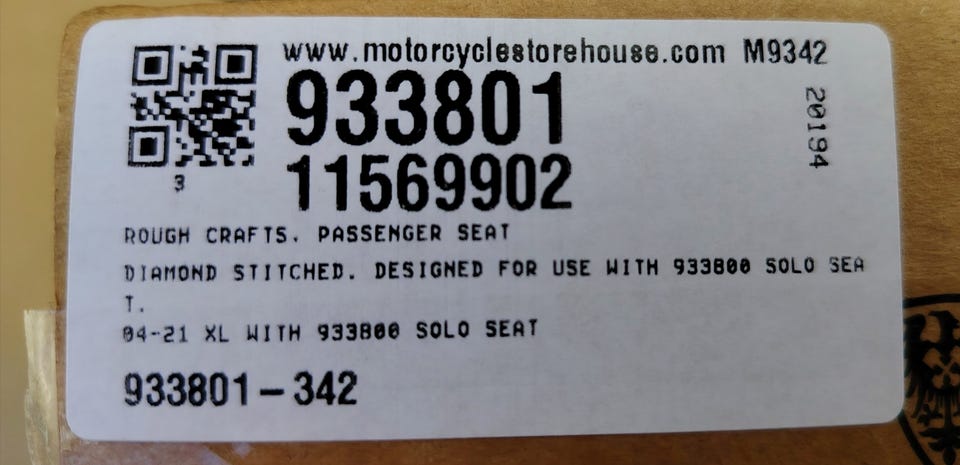 www.motorcyclestorehouse.com M9342
933801
20194
11569902
3
ROUGH CRAFTS. PASSENGER SEAT
DIAMOND STITCHED. DESIGNED FOR USE WITH 933800 SOLO SEA
T.
04-21 XL WITH 933800 SOLO SEAT
933801-342